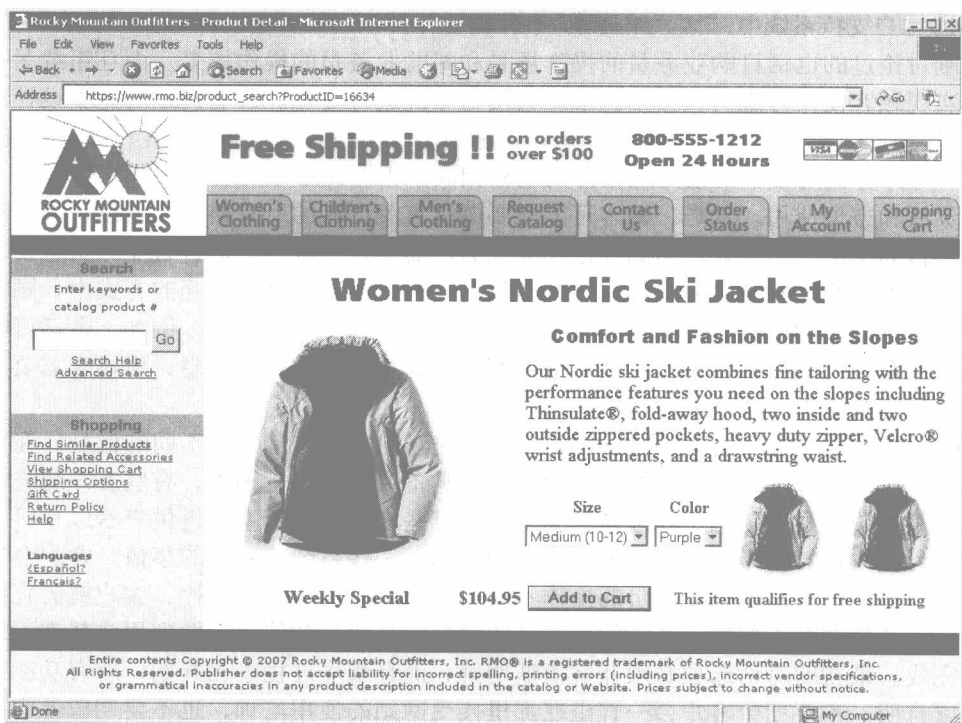 Rocky Mountain Outfitters - Product Detail - Microsoft Internet Explorer
File Edit View Favorites Tools Help
Back Search Favorites Media
Address https://www.rmo.biz/product_search?ProductID=16634 Go
ROCKY MOUNTAIN
OUTFITTERS
Free Shipping !! on orders over $100
800-555-1212
Open 24 Hours
VISA
Women's Clothing
Children's Clothing
Men's Clothing
Request Catalog
Contact Us
Order Status
My Account
Shopping Cart
Search
Enter keywords or
catalog product #
Go
Search Help
Advanced Search
Shopping
Find Similar Products
Find Related Accessories
View Shopping Cart
Shipping Options
Gift Card
Return Policy
Help
Languages
¿Español?
Francais?
Women's Nordic Ski Jacket
Comfort and Fashion on the Slopes
Our Nordic ski jacket combines fine tailoring with the
performance features you need on the slopes including
Thinsulate®, fold-away hood, two inside and two
outside zippered pockets, heavy duty zipper, Velcro®
wrist adjustments, and a drawstring waist.
Size Color
Medium (10-12) Purple
Weekly Special $104.95 Add to Cart This item qualifies for free shipping
Entire contents Copyright © 2007 Rocky Mountain Outfitters, Inc. RMO® is a registered trademark of Rocky Mountain Outfitters, Inc.
All Rights Reserved. Publisher does not accept liability for incorrect spelling, printing errors (including prices), incorrect vendor specifications,
or grammatical inaccuracies in any product description included in the catalog or Website. Prices subject to change without notice.
Done My Computer